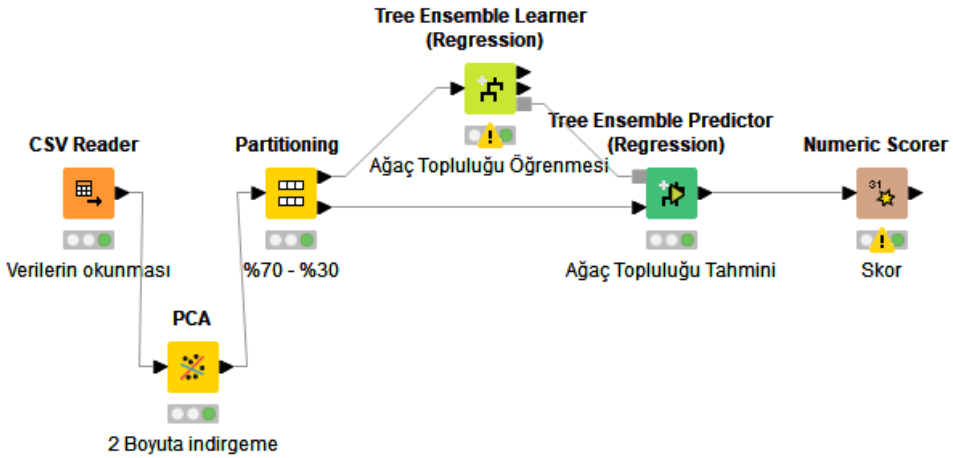 Tree Ensemble Learner
(Regression)
Ağaç Topluluğu Öğrenmesi
Tree Ensemble Predictor
(Regression)
Ağaç Topluluğu Tahmini
CSV Reader
Verilerin okunması
Partitioning
%70 - %30
Numeric Scorer
31
Skor
PCA
2 Boyuta indirgeme